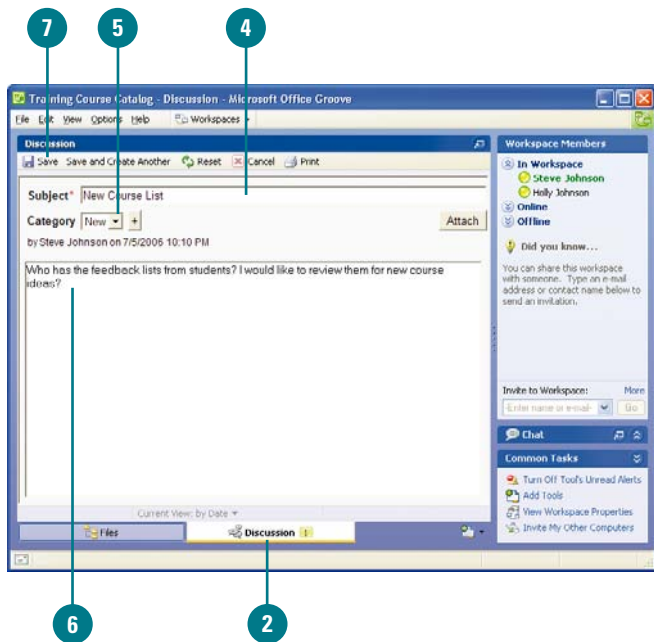 7 5 4
Training Course Catalog - Discussion - Microsoft Office Groove
File Edit View Options Help Workspaces
Discussion
Save Save and Create Another Reset Cancel Print
Subject* New Course List
Category New + Attach
by Steve Johnson on 7/5/2006 10:10 PM
Who has the feedback lists from students? I would like to review them for new course
ideas?
Current View: by Date
Files Discussion 1
Workspace Members
In Workspace
Steve Johnson
Holly Johnson
Online
Offline
Did you know...
You can share this workspace
with someone. Type an e-mail
address or contact name below to
send an invitation.
Invite to Workspace: More
Enter name or e-mail Go
Chat
Common Tasks
Turn Off Tool's Unread Alerts
Add Tools
View Workspace Properties
Invite My Other Computers
6 2